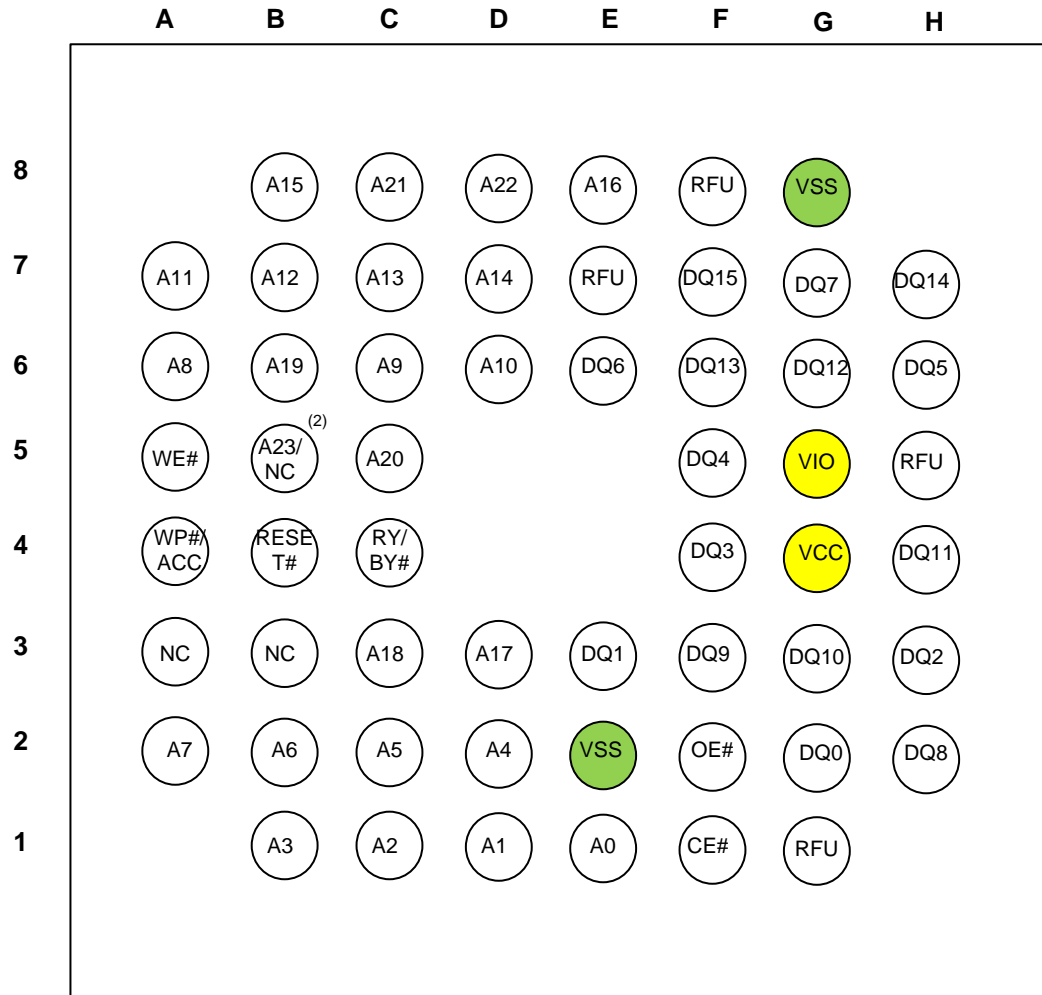 A B C D E F G H
8 A15 A21 A22 A16 RFU VSS
7 A11 A12 A13 A14 RFU DQ15 DQ7 DQ14
6 A8 A19 A9 A10 DQ6 DQ13 DQ12 DQ5
(2)
5 WE# A23/ NC A20 DQ4 VIO RFU
4 WP#/ ACC RESE T# RY/ BY# DQ3 VCC DQ11
3 NC NC A18 A17 DQ1 DQ9 DQ10 DQ2
2 A7 A6 A5 A4 VSS OE# DQ0 DQ8
1 A3 A2 A1 A0 CE# RFU